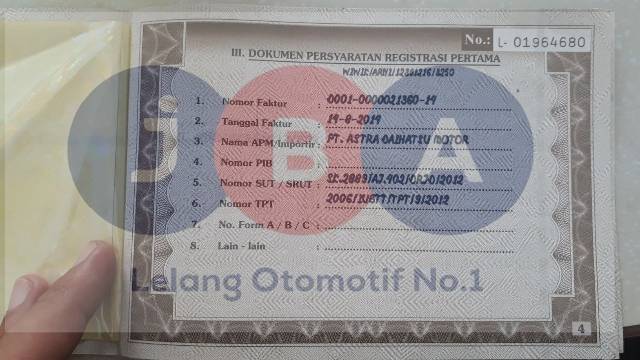 No.: L- 01964680
III. DOKUMEN PERSYARATAN REGISTRASI PERTAMA
1. Nomor Faktur : 0001-0000021360-19
2. Tanggal Faktur : 19-8-2019
3. Nama APM/Importir : PT. ASTRA DAIHATSU MOTOR
4. Nomor PIB :
5. Nomor SUT / SRUT :
6. Nomor TPT :
7. No. Form A / B / C :
8. Lain - lain :
jBA
Lelang Otomotif No.1
4